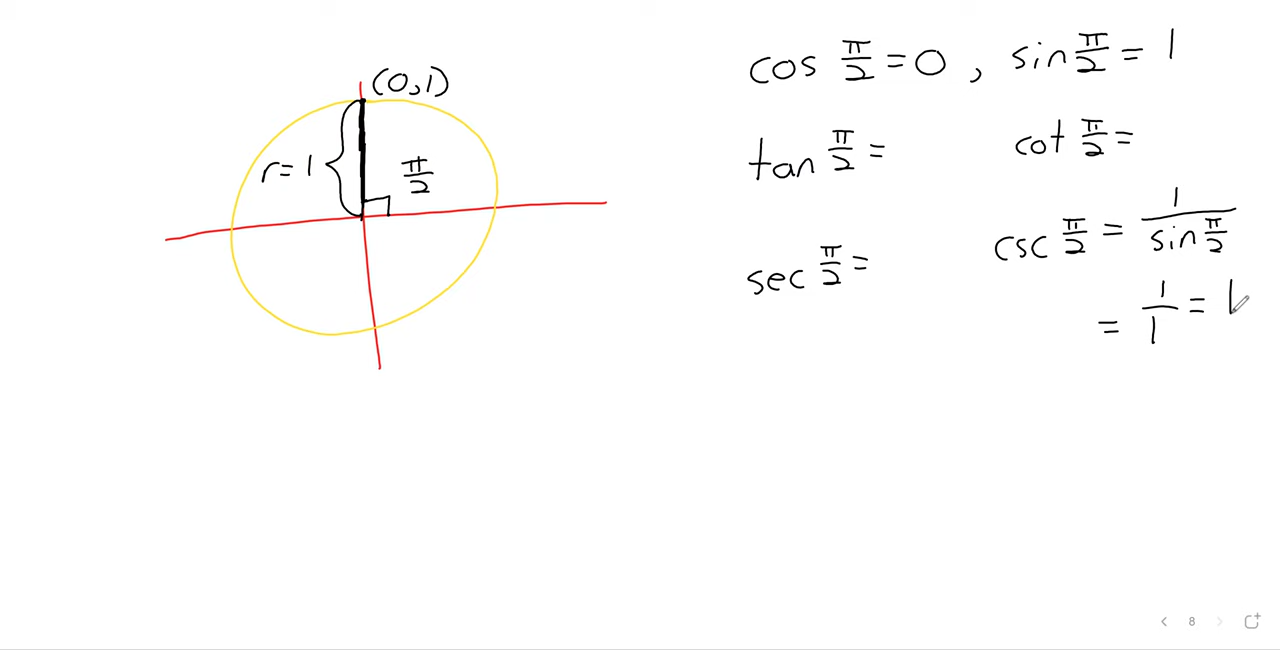 (0,1)
r=1
π/2
cos π/2 = 0 , sin π/2 = 1
tan π/2 =
cot π/2 =
sec π/2 =
csc π/2 = 1/sin π/2
= 1/1 = 1
8